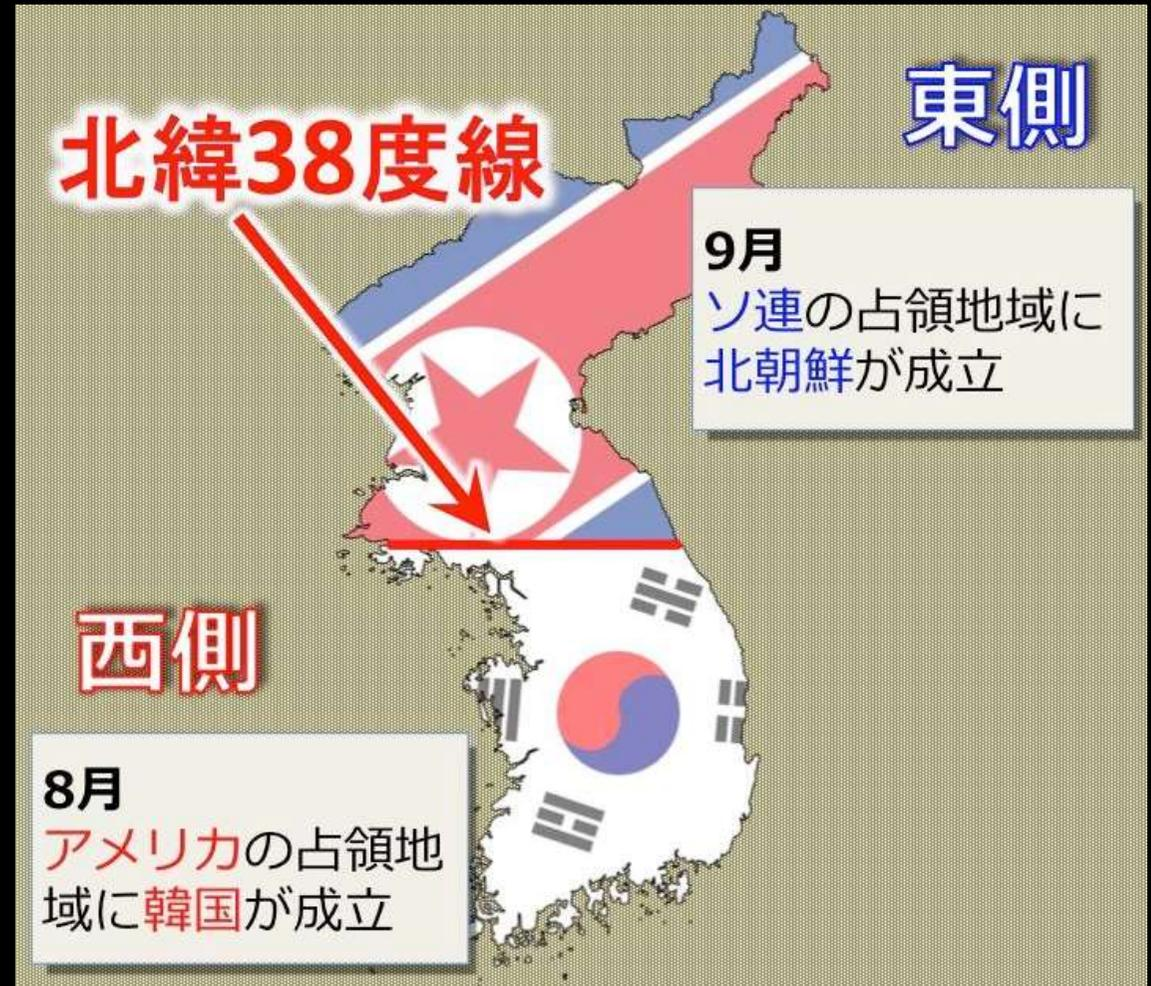 東側
北緯38度線
9月
ソ連の占領地域に
北朝鮮が成立
西側
8月
アメリカの占領地
域に韓国が成立